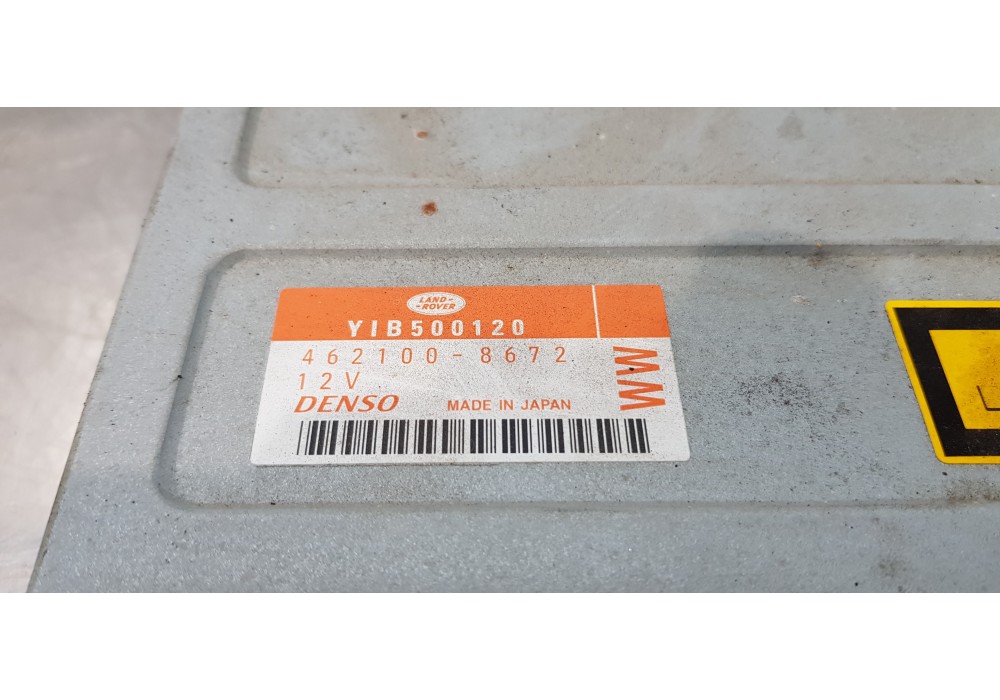 LAND-
-ROVER
YIB500120
462100-8672
12V
DENSO MADE IN JAPAN
WW